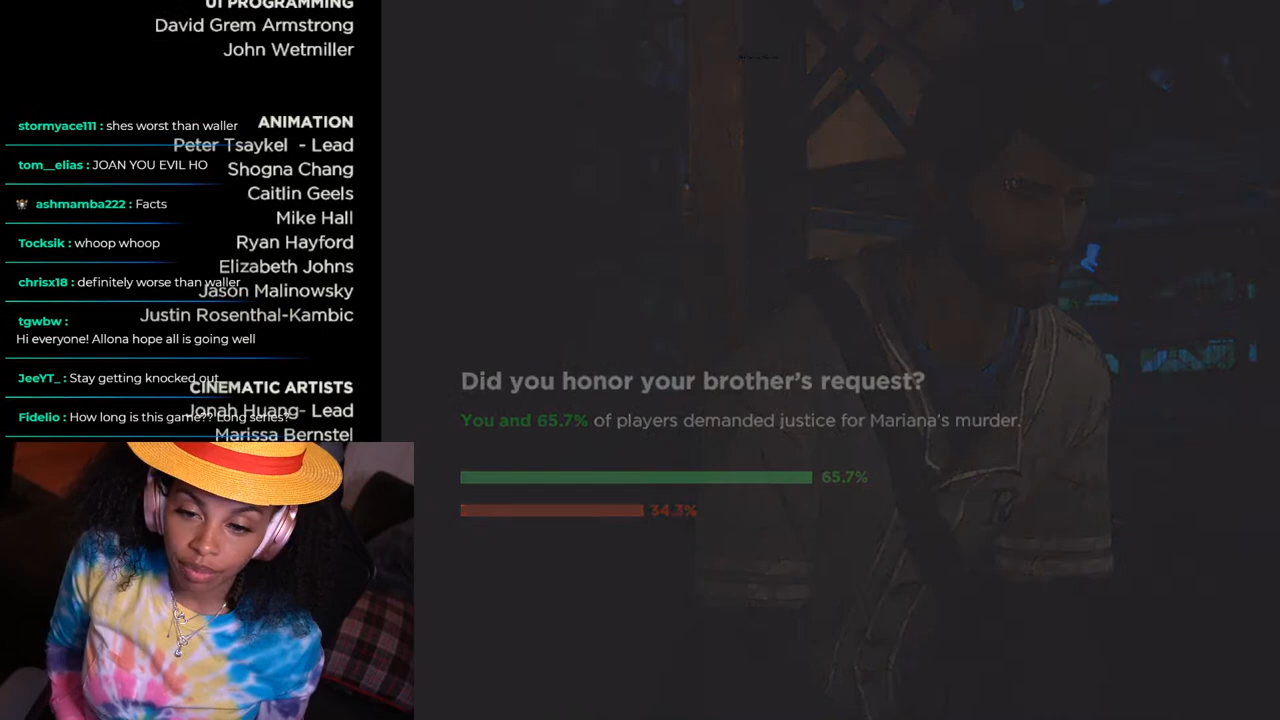 UI PROGRAMMING
David Grem Armstrong
John Wetmiller
ANIMATION
Peter Tsaykel - Lead
Shogna Chang
Caitlin Geels
Mike Hall
Ryan Hayford
Elizabeth Johns
Jason Malinowsky
Justin Rosenthal-Kambic
CINEMATIC ARTISTS
Jonah Huang- Lead
Marissa Bernstel
stormyace111 : shes worst than waller
tom__elias : JOAN YOU EVIL HO
ashmamba222 : Facts
Tocksik : whoop whoop
chrisx18 : definitely worse than waller
tgwbw :
Hi everyone! Allona hope all is going well
JeeYT_ : Stay getting knocked out
Fidelio : How long is this game?? Long series?
Did you honor your brother's request?
You and 65.7% of players demanded justice for Mariana's murder.
65.7%
34.3%